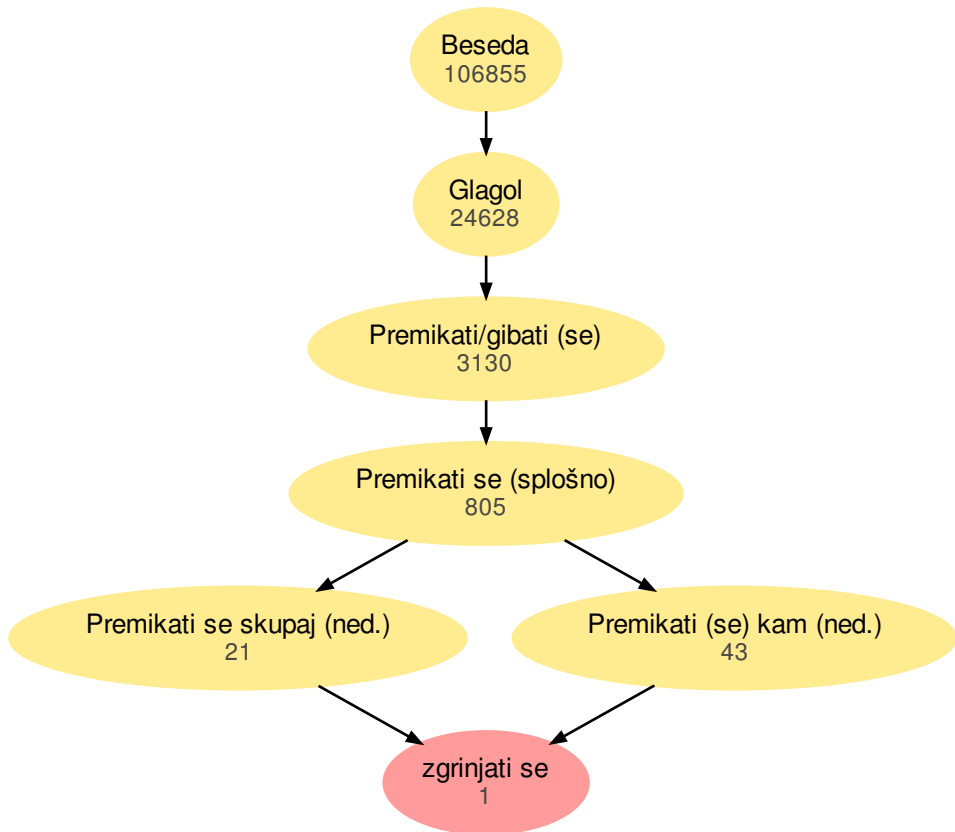 Beseda
106855
Glagol
24628
Premikati/gibati (se)
3130
Premikati se (splošno)
805
Premikati se skupaj (ned.)
21
Premikati (se) kam (ned.)
43
zgrinjati se
1